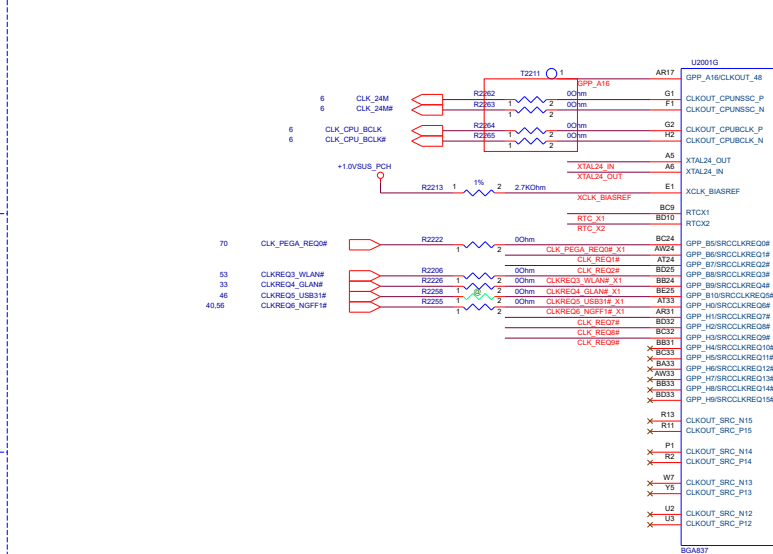 U2001G
T2211 1 AR17 GPP_A16/CLKOUT_48
GPP_A16
6 CLK_24M R2262 1 2 0Ohm G1 CLKOUT_CPUNSSC_P
6 CLK_24M# R2263 1 2 0Ohm F1 CLKOUT_CPUNSSC_N
6 CLK_CPU_BCLK R2264 1 2 0Ohm G2 CLKOUT_CPUBCLK_P
6 CLK_CPU_BCLK# R2265 1 2 0Ohm H2 CLKOUT_CPUBCLK_N
A5 XTAL24_OUT
XTAL24_IN A6 XTAL24_IN
XTAL24_OUT
+1.0VSUS_PCH
R2213 1 1% 2 2.7KOhm E1 XCLK_BIASREF
XCLK_BIASREF
BC9 RTCX1
RTC_X1 BD10 RTCX2
RTC_X2
70 CLK_PEGA_REQ0# R2222 1 2 0Ohm BC24 GPP_B5/SRCCLKREQ0#
CLK_PEGA_REQ0#_X1 AW24 GPP_B6/SRCCLKREQ1#
CLK_REQ1# AT24 GPP_B7/SRCCLKREQ2#
53 CLKREQ3_WLAN# R2206 1 2 0Ohm CLK_REQ2# BD25 GPP_B8/SRCCLKREQ3#
33 CLKREQ4_GLAN# R2226 1 2 0Ohm CLKREQ3_WLAN#_X1 BB24 GPP_B9/SRCCLKREQ4#
46 CLKREQ5_USB31# R2258 1 @ 2 0Ohm CLKREQ4_GLAN#_X1 BE25 GPP_B10/SRCCLKREQ5#
40,56 CLKREQ6_NGFF1# R2255 1 2 0Ohm CLKREQ5_USB31#_X1 AT33 GPP_H0/SRCCLKREQ6#
CLKREQ6_NGFF1#_X1 AR31 GPP_H1/SRCCLKREQ7#
CLK_REQ7# BD32 GPP_H2/SRCCLKREQ8#
CLK_REQ8# BC32 GPP_H3/SRCCLKREQ9#
CLK_REQ9# BB31 GPP_H4/SRCCLKREQ10#
BC33 GPP_H5/SRCCLKREQ11#
BA33 GPP_H6/SRCCLKREQ12#
AW33 GPP_H7/SRCCLKREQ13#
BB33 GPP_H8/SRCCLKREQ14#
BD33 GPP_H9/SRCCLKREQ15#
R13 CLKOUT_SRC_N15
R11 CLKOUT_SRC_P15
P1 CLKOUT_SRC_N14
R2 CLKOUT_SRC_P14
W7 CLKOUT_SRC_N13
Y5 CLKOUT_SRC_P13
U2 CLKOUT_SRC_N12
U3 CLKOUT_SRC_P12
BGA837